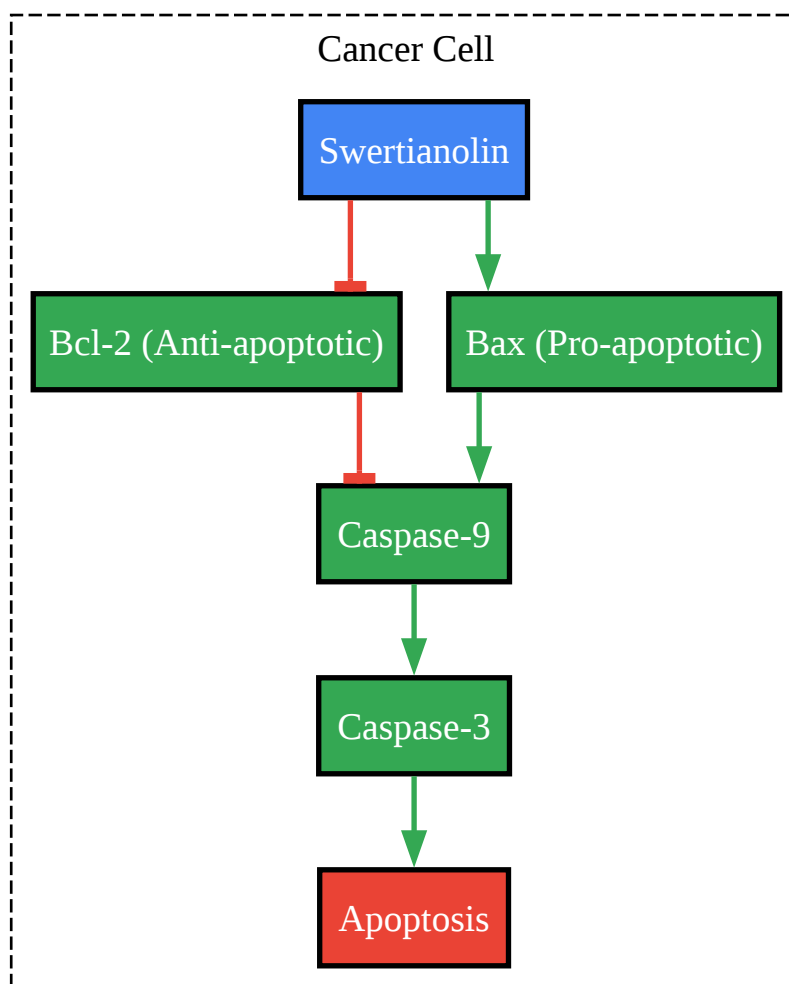 Cancer Cell
Swertianolin
Bcl-2 (Anti-apoptotic)
Bax (Pro-apoptotic)
Caspase-9
Caspase-3
Apoptosis